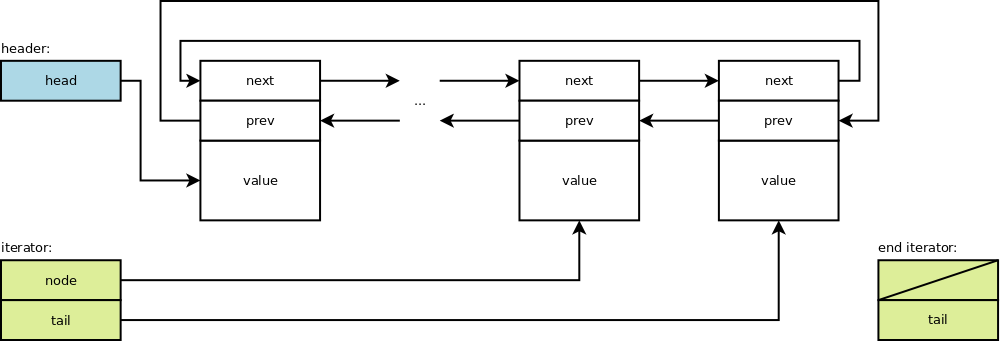 header:
head
next
prev
value
...
next
prev
value
next
prev
value
iterator:
node
tail
end iterator:
tail